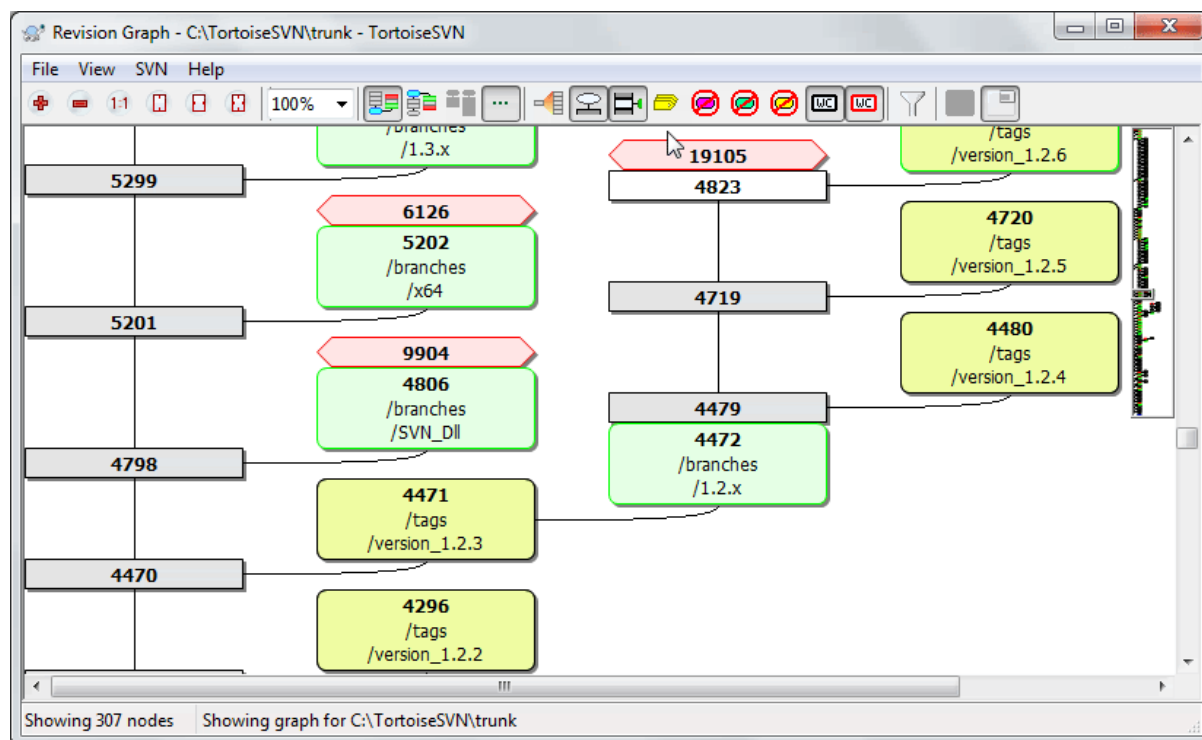 Revision Graph - C:\TortoiseSVN\trunk - TortoiseSVN
File View SVN Help
1:1
100%
WC
WC
/branches
/1.3.x
5299
6126
5202
/branches
/x64
5201
9904
4806
/branches
/SVN_Dll
4798
4471
/tags
/version_1.2.3
4470
4296
/tags
/version_1.2.2
19105
4823
4719
4479
4472
/branches
/1.2.x
/tags
/version_1.2.6
4720
/tags
/version_1.2.5
4480
/tags
/version_1.2.4
Showing 307 nodes
Showing graph for C:\TortoiseSVN\trunk